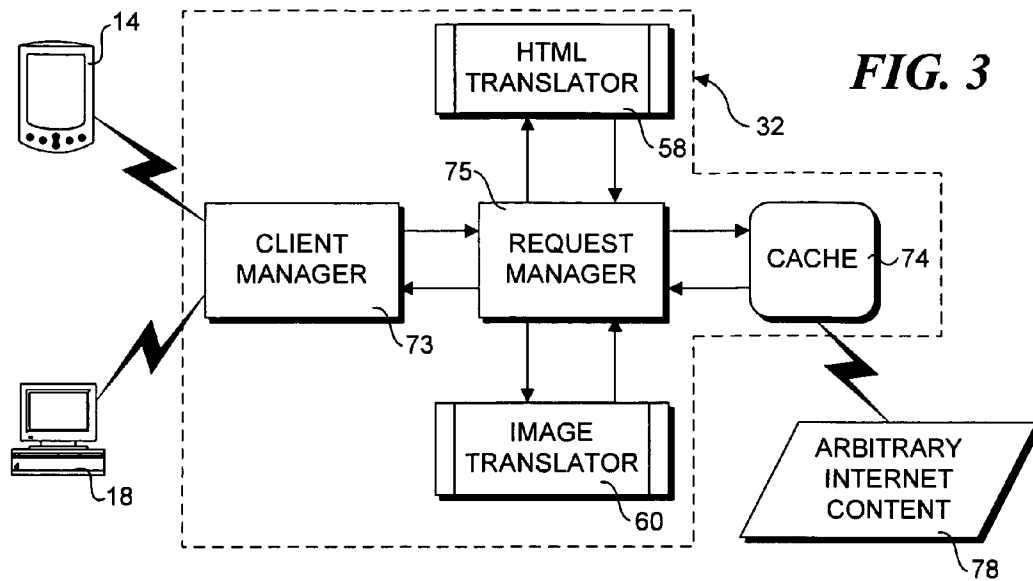 14
HTML
TRANSLATOR
58
FIG. 3
32
75
CLIENT
MANAGER
73
REQUEST
MANAGER
CACHE
74
18
IMAGE
TRANSLATOR
60
ARBITRARY
INTERNET
CONTENT
78